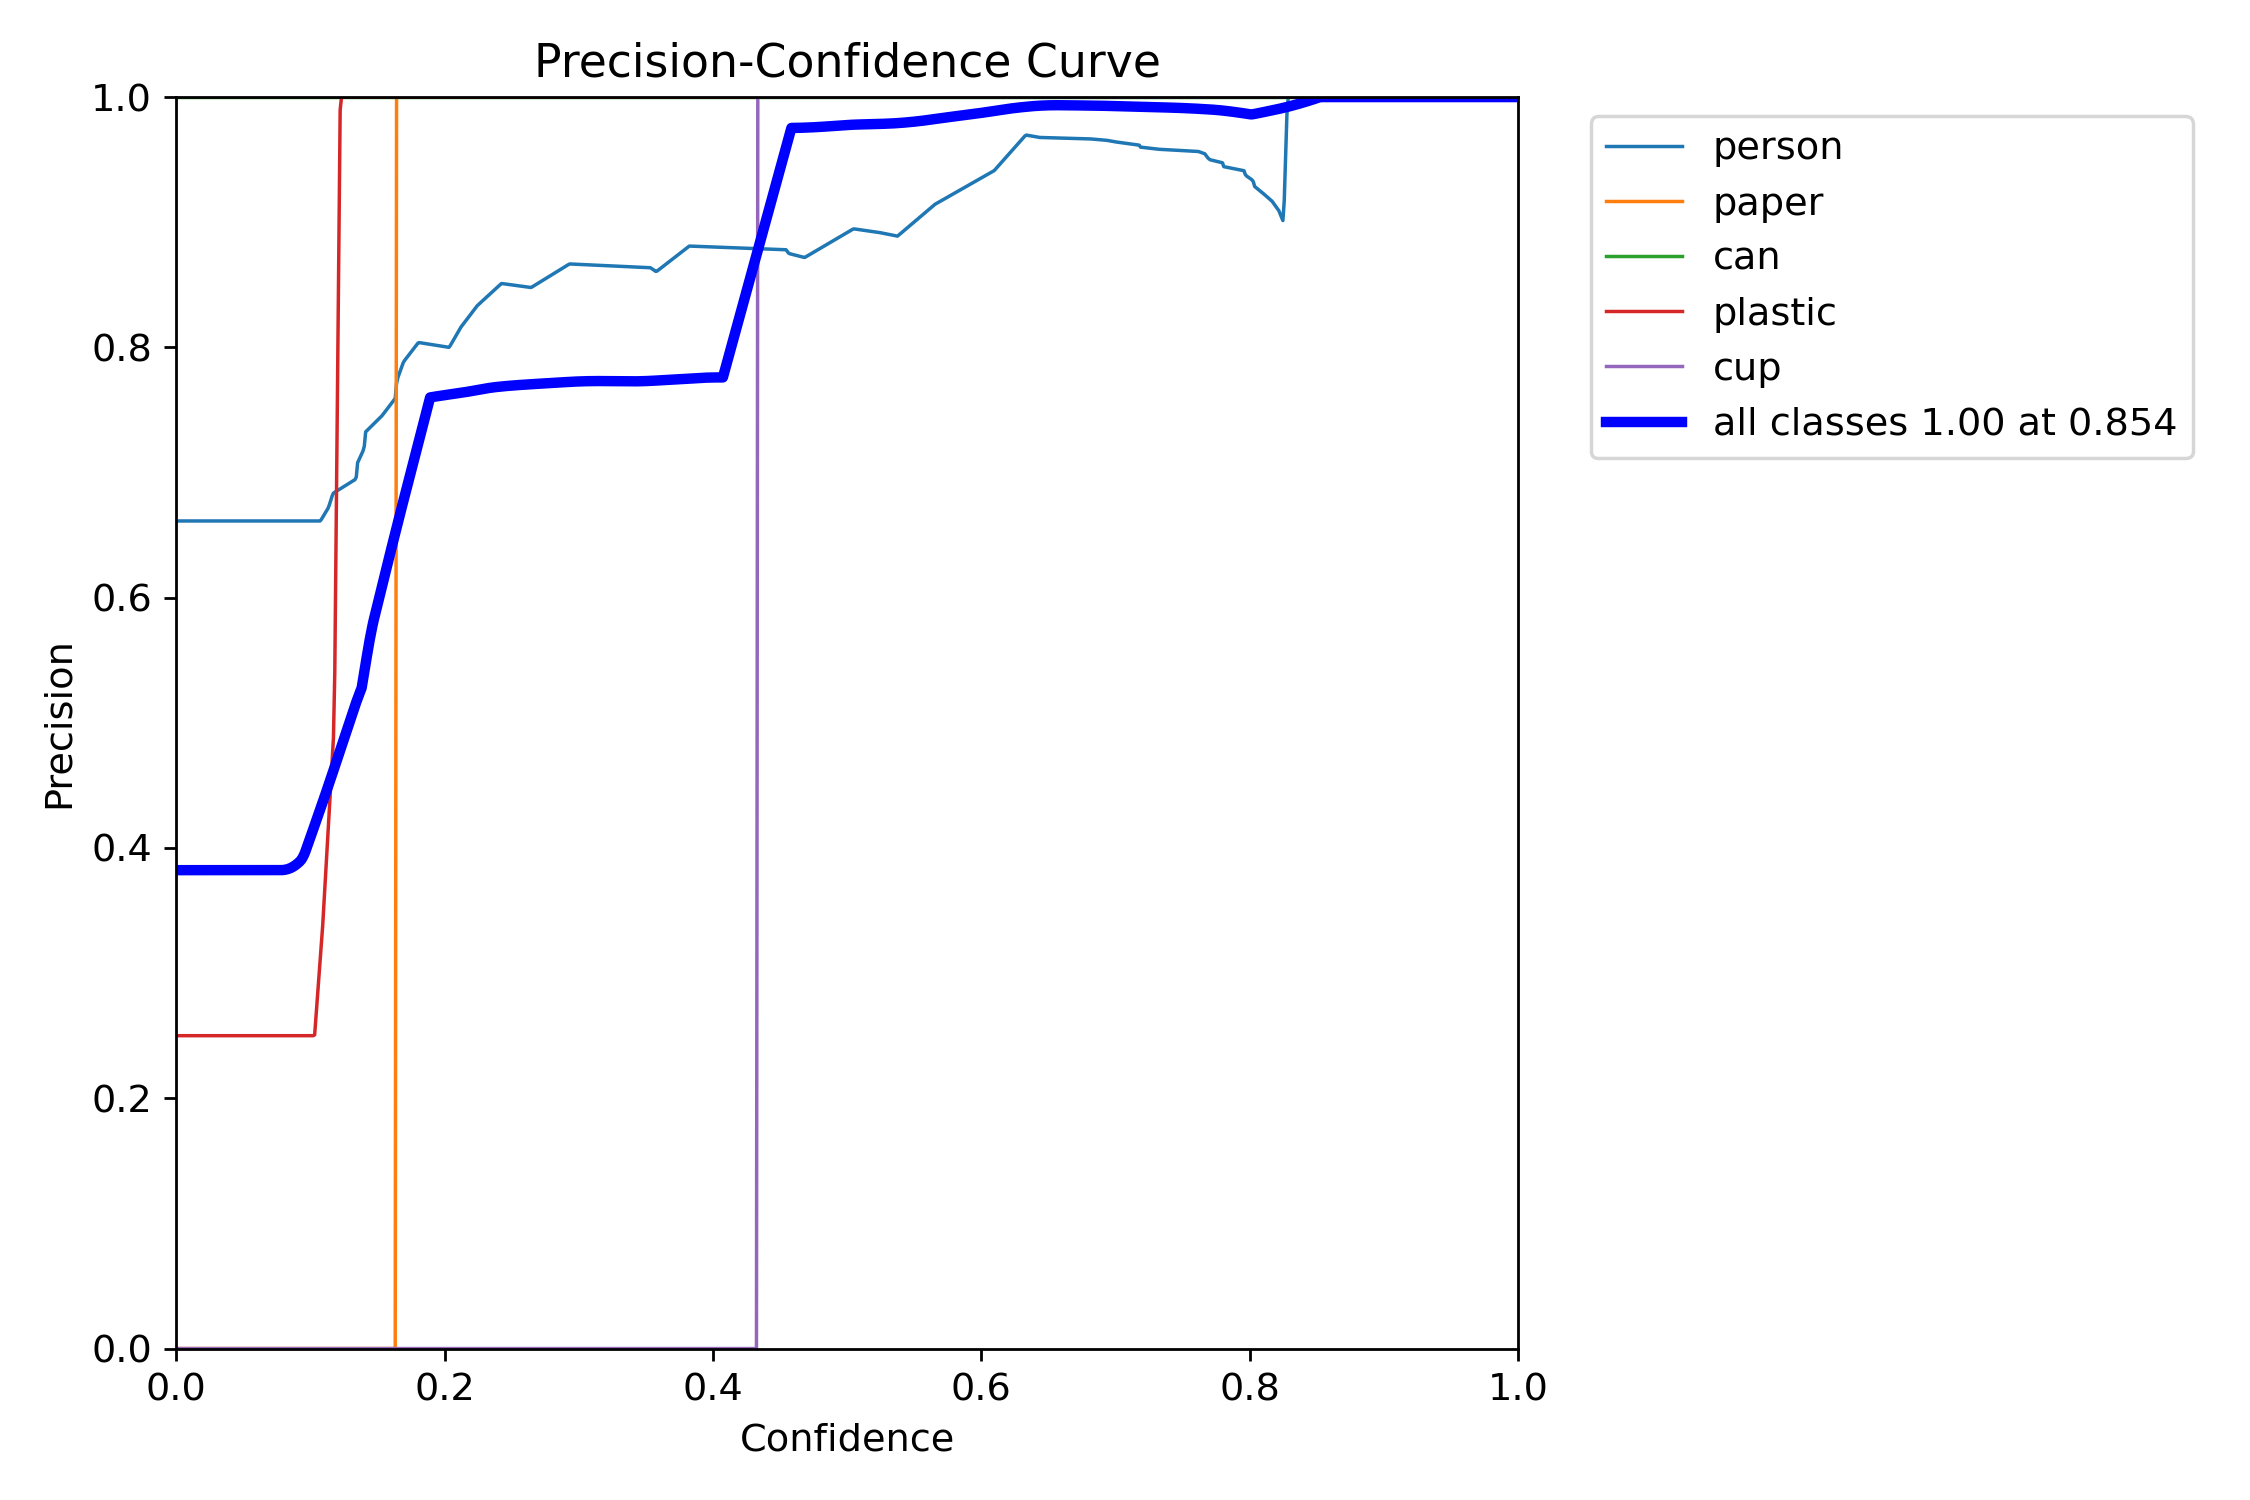 Precision-Confidence Curve
1.0
0.8
0.6
0.4
0.2
0.0
Precision
0.0 0.2 0.4 0.6 0.8 1.0
Confidence
person
paper
can
plastic
cup
all classes 1.00 at 0.854